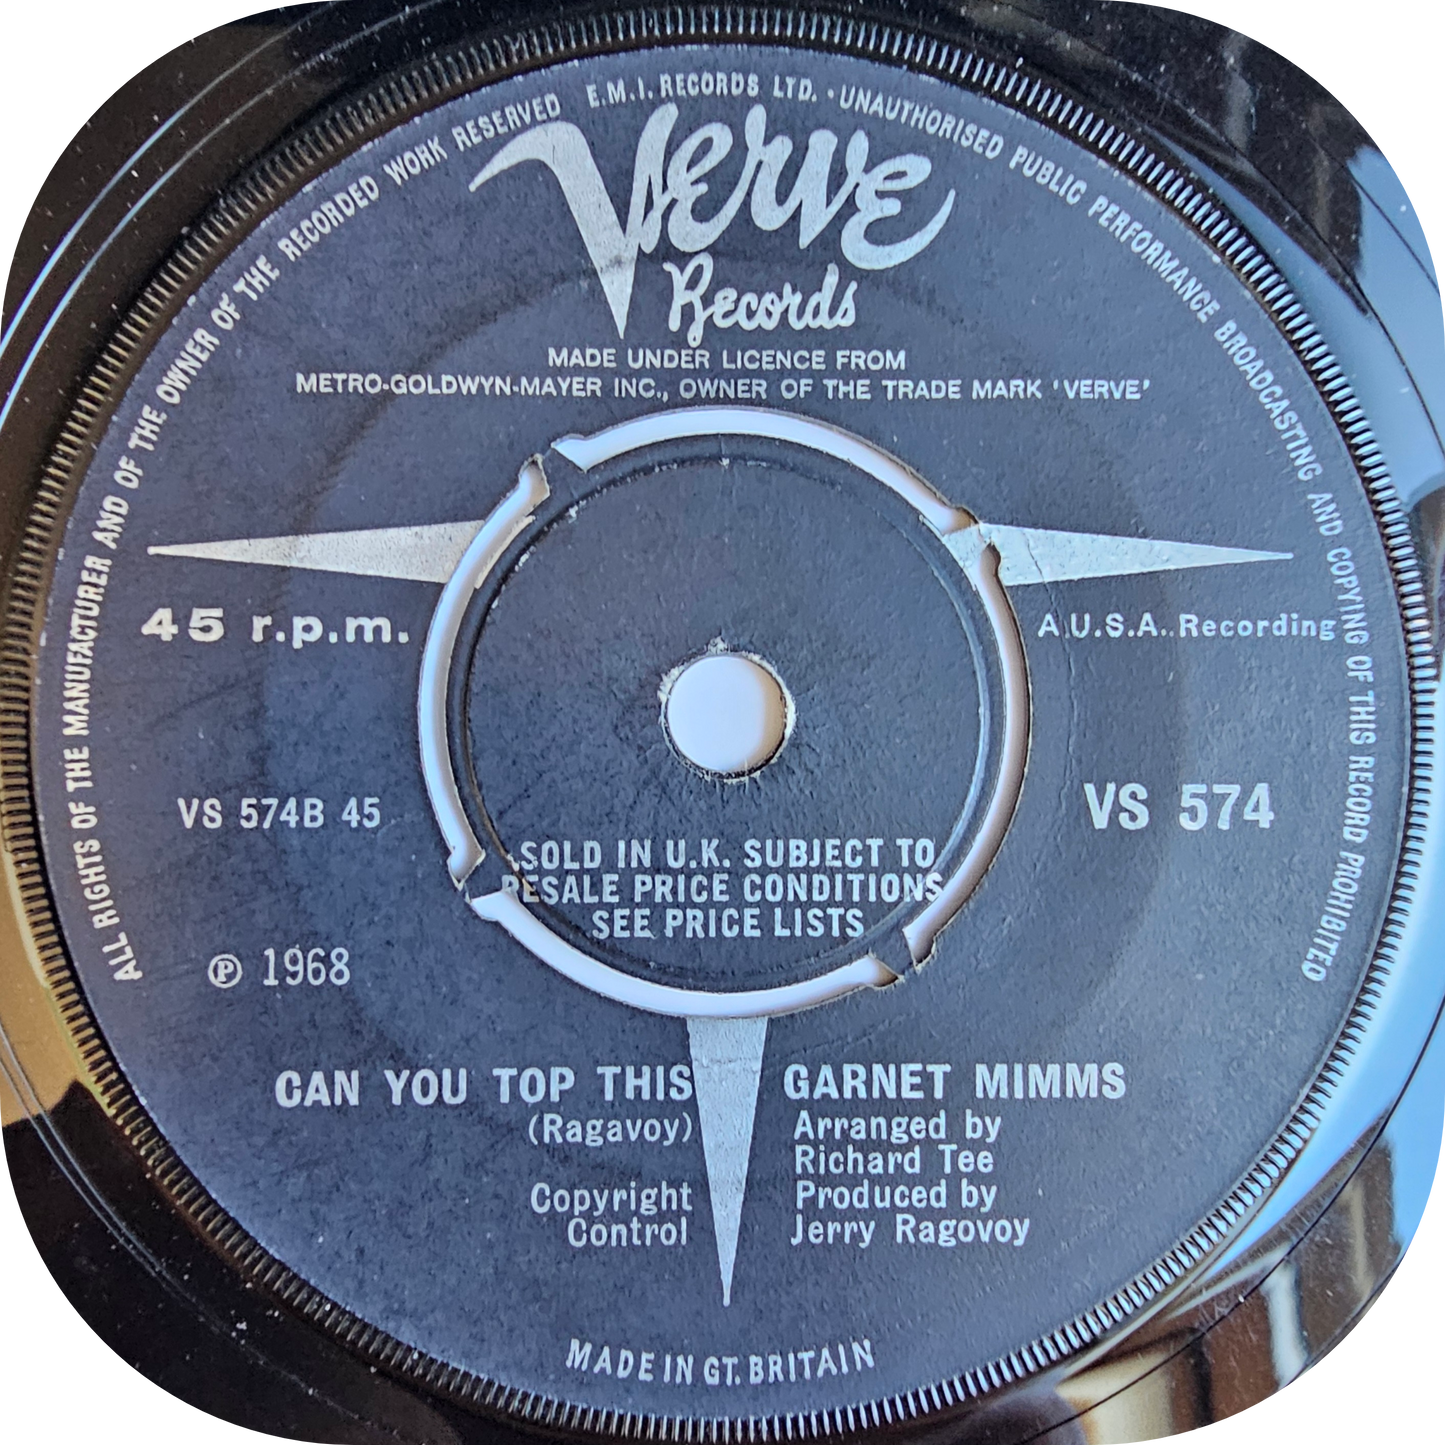 ALL RIGHTS OF THE MANUFACTURER AND OF THE OWNER OF THE RECORDED WORK RESERVED E.M.I. RECORDS LTD. · UNAUTHORISED PUBLIC PERFORMANCE BROADCASTING AND COPYING OF THIS RECORD PROHIBITED
Verve
Records
MADE UNDER LICENCE FROM
METRO-GOLDWYN-MAYER INC., OWNER OF THE TRADE MARK ‘VERVE’
45 r.p.m.
A U.S.A. Recording
VS 574B 45
VS 574
SOLD IN U.K. SUBJECT TO
RESALE PRICE CONDITIONS
SEE PRICE LISTS
℗ 1968
CAN YOU TOP THIS
(Ragavoy)
Copyright
Control
GARNET MIMMS
Arranged by
Richard Tee
Produced by
Jerry Ragovoy
MADE IN GT. BRITAIN